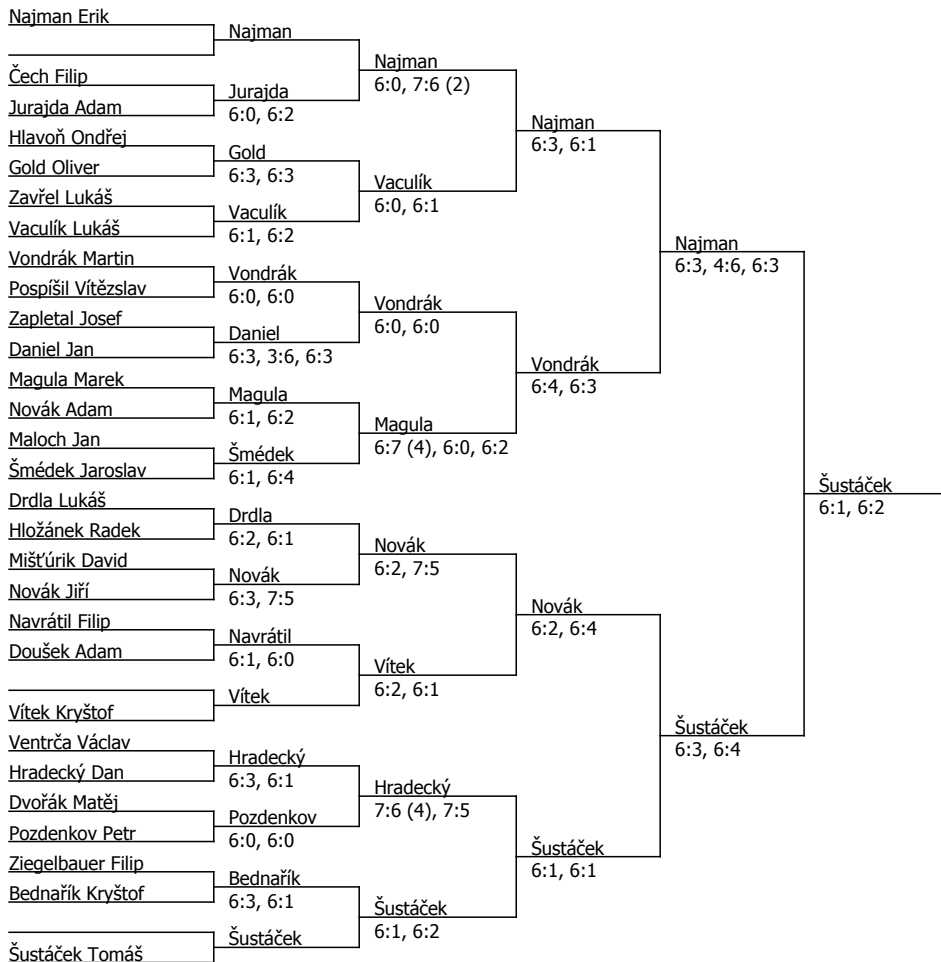 Najman Erik
Čech Filip
Jurajda Adam
Hlavoň Ondřej
Gold Oliver
Zavřel Lukáš
Vaculík Lukáš
Vondrák Martin
Pospíšil Vítězslav
Zapletal Josef
Daniel Jan
Magula Marek
Novák Adam
Maloch Jan
Šmédek Jaroslav
Drdla Lukáš
Hložánek Radek
Mišťúrik David
Novák Jiří
Navrátil Filip
Doušek Adam
Vítek Kryštof
Ventrča Václav
Hradecký Dan
Dvořák Matěj
Pozdenkov Petr
Ziegelbauer Filip
Bednařík Kryštof
Šustáček Tomáš
Najman
Jurajda
6:0, 6:2
Gold
6:3, 6:3
Vaculík
6:1, 6:2
Vondrák
6:0, 6:0
Daniel
6:3, 3:6, 6:3
Magula
6:1, 6:2
Šmédek
6:1, 6:4
Drdla
6:2, 6:1
Novák
6:3, 7:5
Navrátil
6:1, 6:0
Vítek
Hradecký
6:3, 6:1
Pozdenkov
6:0, 6:0
Bednařík
6:3, 6:1
Šustáček
Najman
6:0, 7:6 (2)
Vaculík
6:0, 6:1
Vondrák
6:0, 6:0
Magula
6:7 (4), 6:0, 6:2
Novák
6:2, 7:5
Vítek
6:2, 6:1
Hradecký
7:6 (4), 7:5
Šustáček
6:1, 6:2
Najman
6:3, 6:1
Vondrák
6:4, 6:3
Novák
6:2, 6:4
Šustáček
6:1, 6:1
Najman
6:3, 4:6, 6:3
Šustáček
6:3, 6:4
Šustáček
6:1, 6:2